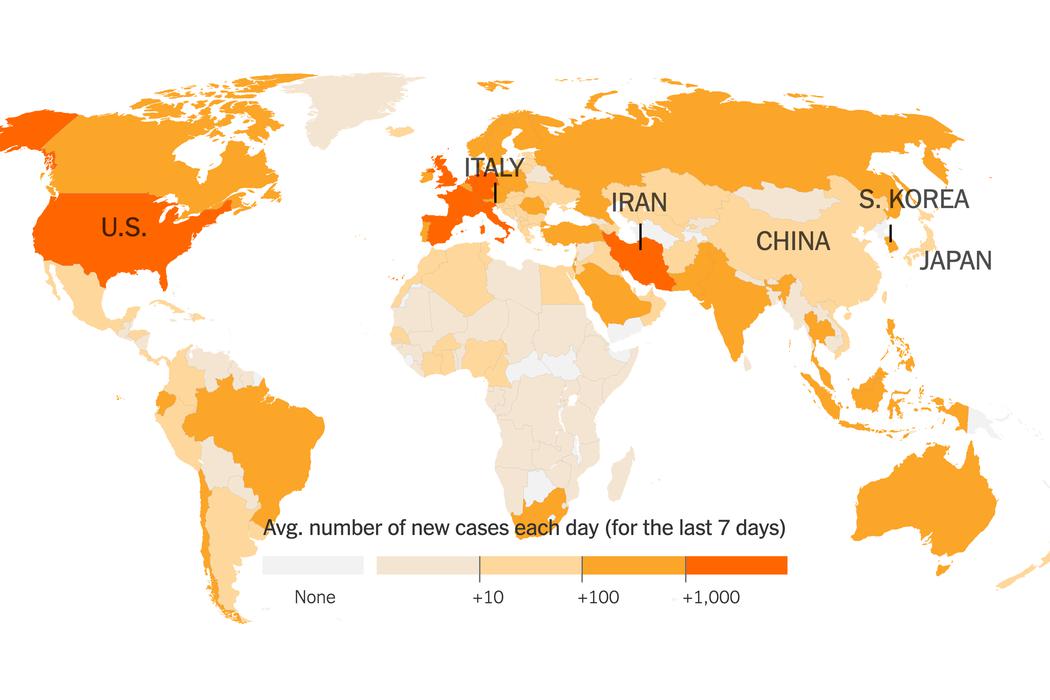 ITALY
IRAN
S. KOREA
U.S.
CHINA
JAPAN
Avg. number of new cases each day (for the last 7 days)
None +10 +100 +1,000